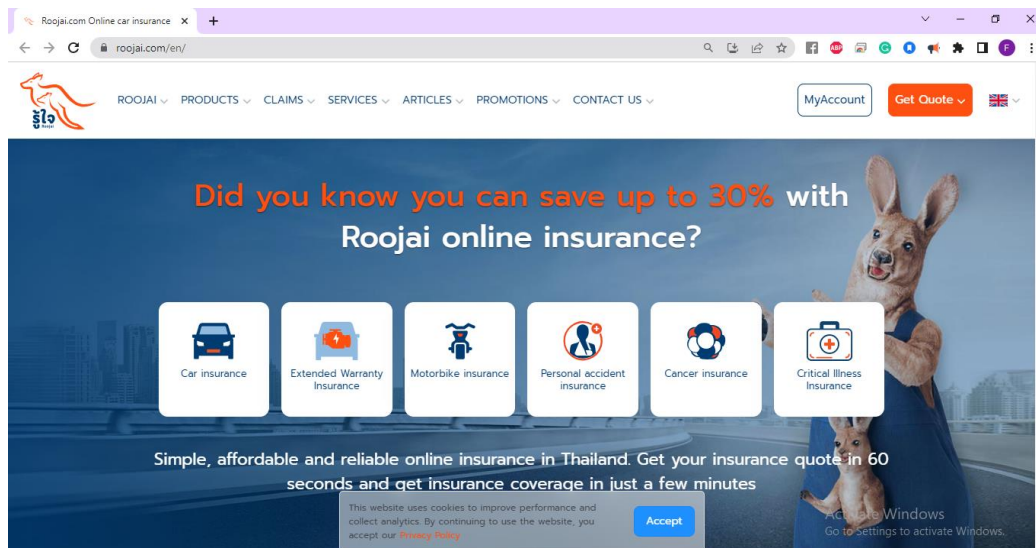 Roojai.com Online car insurance
roojai.com/en/
ABP
F
รู้ใจ
Roojai
ROOJAI PRODUCTS CLAIMS SERVICES ARTICLES PROMOTIONS CONTACT US
MyAccount
Get Quote
Did you know you can save up to 30% with
Roojai online insurance?
Car insurance
Extended Warranty
Insurance
Motorbike insurance
Personal accident
insurance
Cancer insurance
Critical Illness
Insurance
Simple, affordable and reliable online insurance in Thailand. Get your insurance quote in 60
seconds and get insurance coverage in just a few minutes
This website uses cookies to improve performance and
collect analytics. By continuing to use the website, you
accept our Privacy Policy
Accept
Activate Windows
Go to Settings to activate Windows.